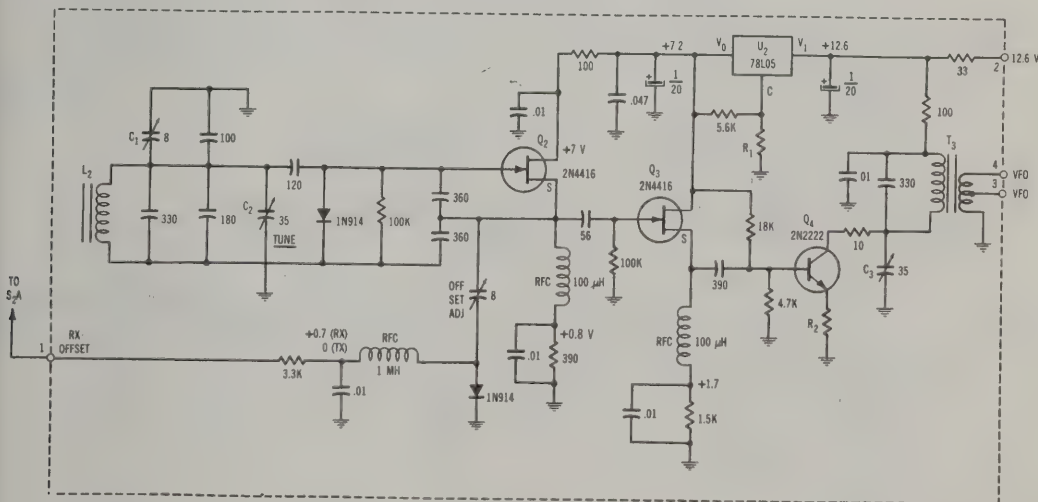 Q2
2N4416
100
.01
+7 V
S
+7 2
.047
+
1
20
V0
U2
78L05
V1
C
5.6K
R1
+12.6
+
1
20
33
2
12.6 V
100
C1
8
100
L2
330
180
C2
35
TUNE
120
1N914
100K
360
360
OFF
SET
ADJ
8
RFC
100 µH
.01
+0.8 V
390
56
100K
Q3
2N4416
S
18K
390
4.7K
RFC
100 µH
.01
+1.7
1.5K
Q4
2N2222
R2
10
C3
35
01
330
T3
4
VFO
3
VFO
TO
S2A
1
RX
OFFSET
+0.7 (RX)
0 (TX)
3.3K
.01
RFC
1 MH
1N914